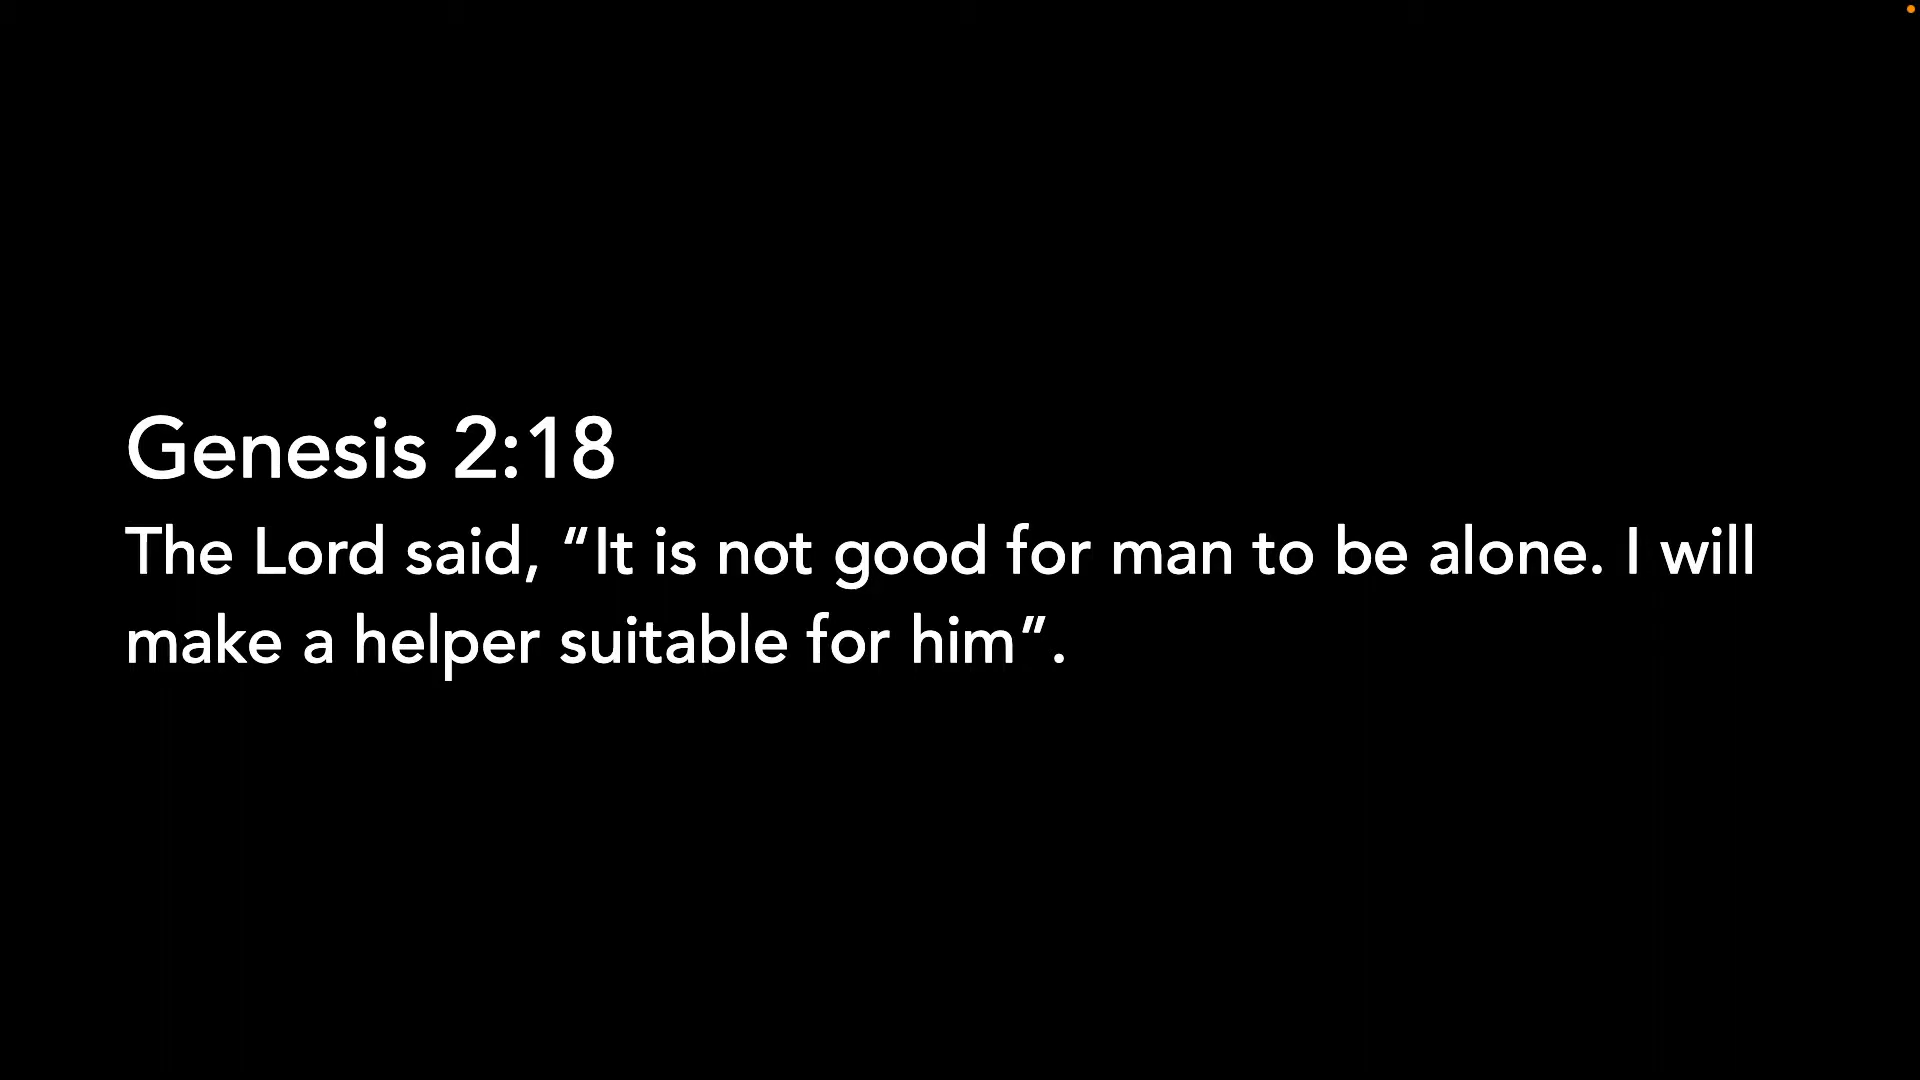 Genesis 2:18
The Lord said, “It is not good for man to be alone. I will
make a helper suitable for him”.